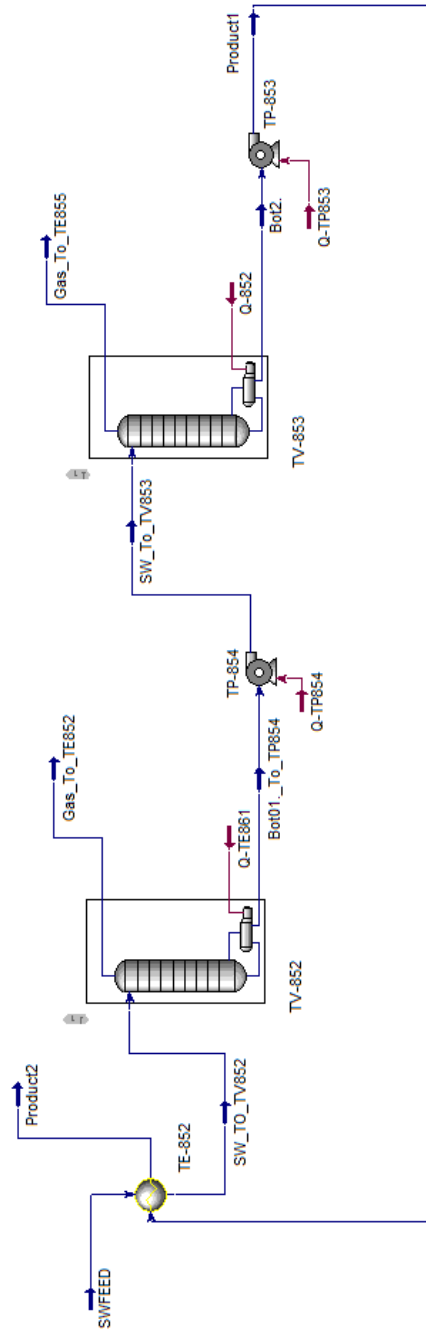 SWFEED
Product2
TE-852
SW_TO_TV852
Gas_To_TE852
TV-852
Q-TE861
Bot01._To_TP854
TP-854
Q-TP854
SW_To_TV853
Gas_To_TE855
TV-853
Q-852
Bot2.
TP-853
Q-TP853
Product1